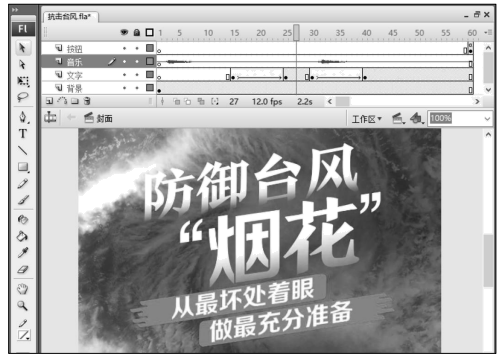 抗击台风.fla*
Fl
1 5 10 15 20 25 30 35 40 45 50 55 60
按钮
音乐
文字
背景
27 12.0 fps 2.2s
封面
工作区
100%
T
防御台风
“烟花”
从最坏处着眼
做最充分准备